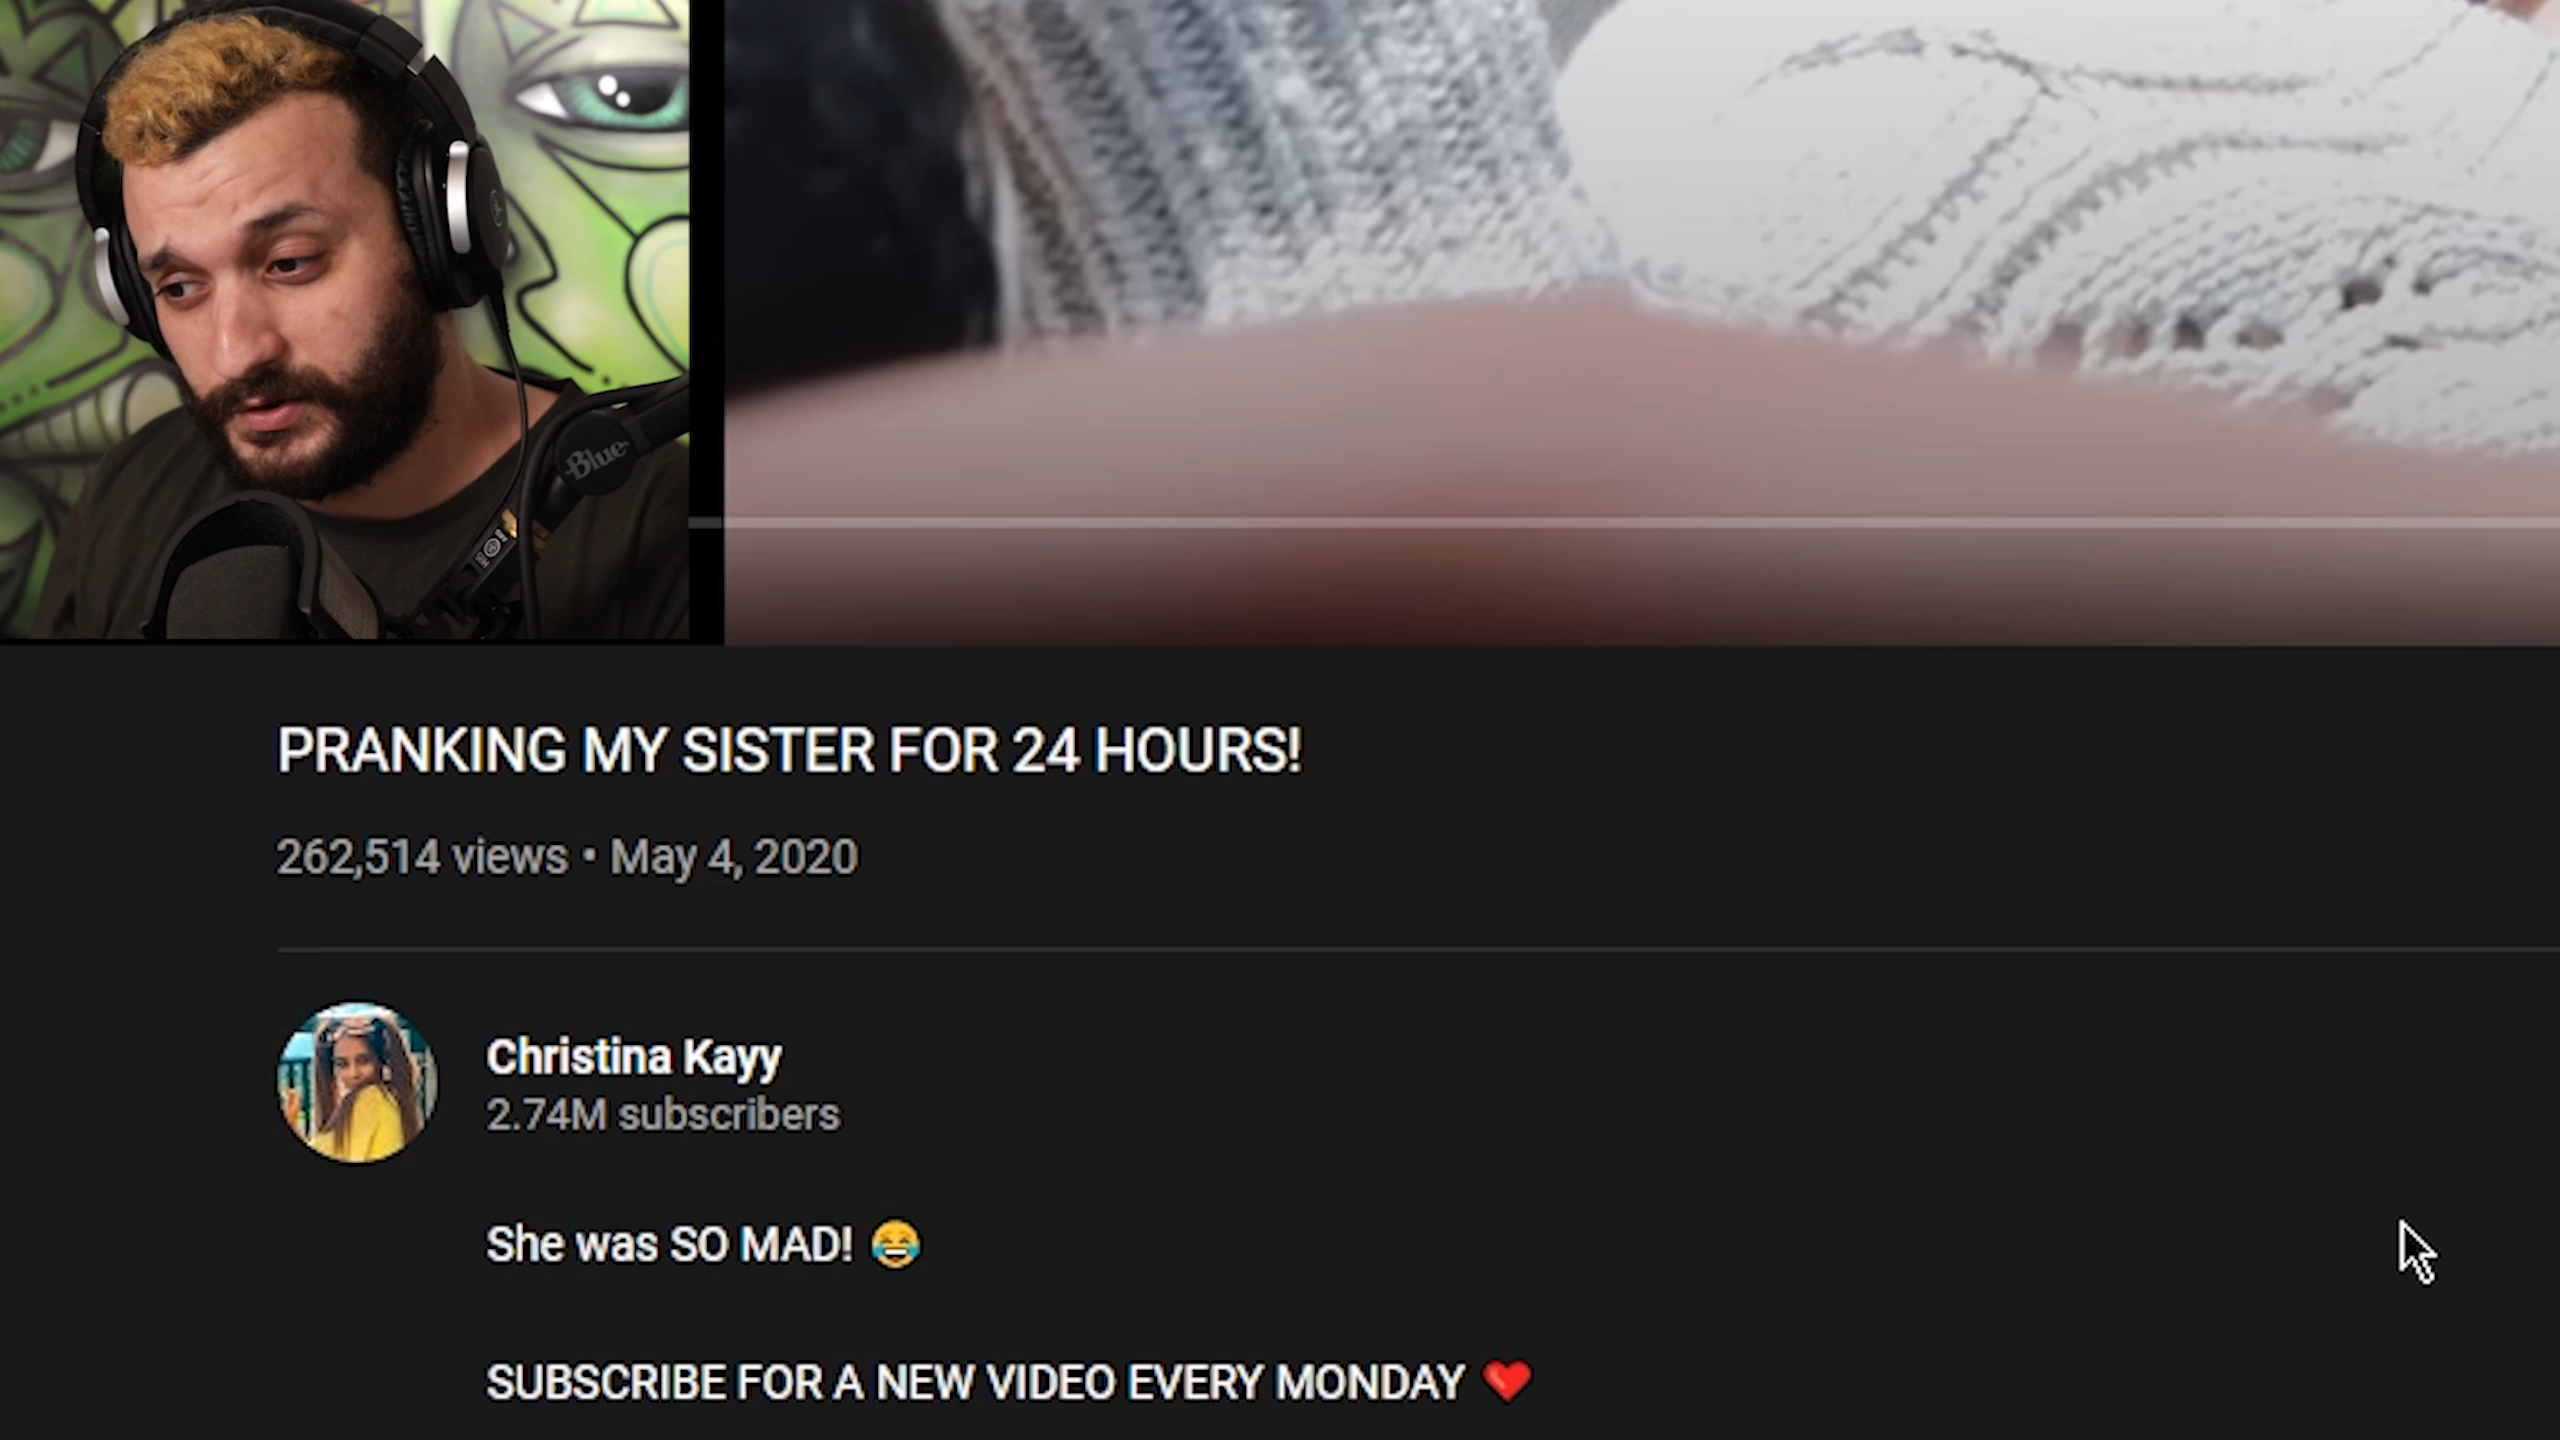 Blue
PRANKING MY SISTER FOR 24 HOURS!
262,514 views • May 4, 2020
Christina Kayy
2.74M subscribers
She was SO MAD! 😂
SUBSCRIBE FOR A NEW VIDEO EVERY MONDAY ❤️